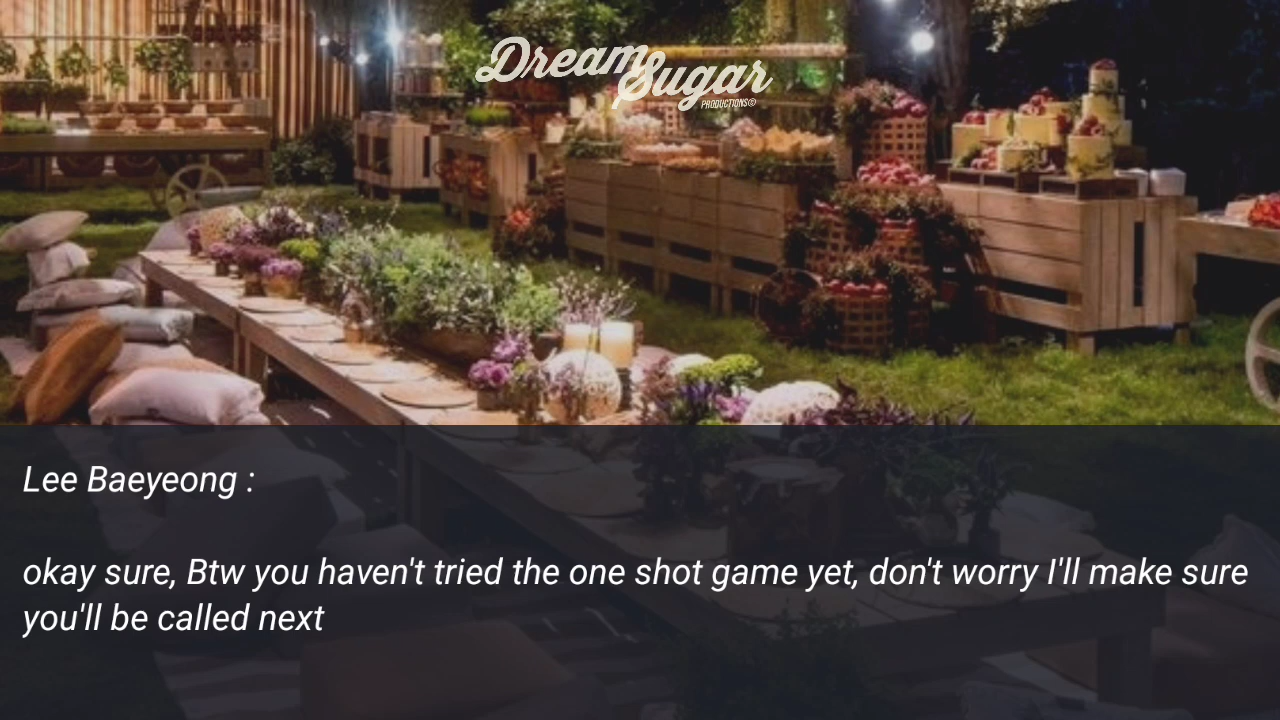 Dream
Sugar
PRODUCTIONS©
Lee Baeyeong :
okay sure, Btw you haven't tried the one shot game yet, don't worry I'll make sure
you'll be called next